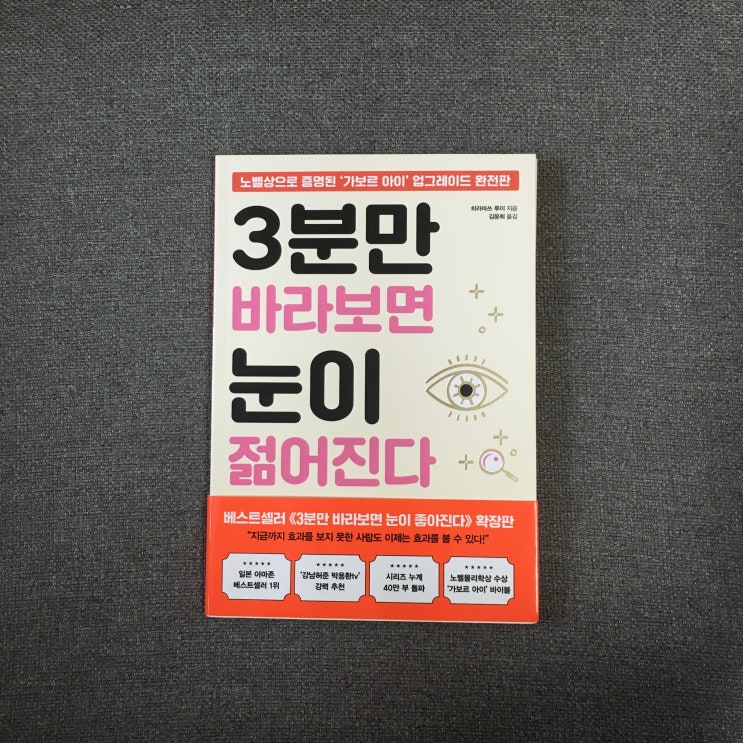 노벨상으로 증명된 '가보르 아이' 업그레이드 완전판
히라마쓰 루이 지음
김윤희 옮김
3분만
바라보면
눈이
젊어진다
베스트셀러 《3분만 바라보면 눈이 좋아진다》 확장판
"지금까지 효과를 보지 못한 사람도 이제는 효과를 볼 수 있다!"
★★★★★
일본 아마존
베스트셀러 1위
★★★★★
'강남허준 박용환tv'
강력 추천
★★★★★
시리즈 누계
40만 부 돌파
★★★★★
노벨물리학상 수상
'가보르 아이' 바이블